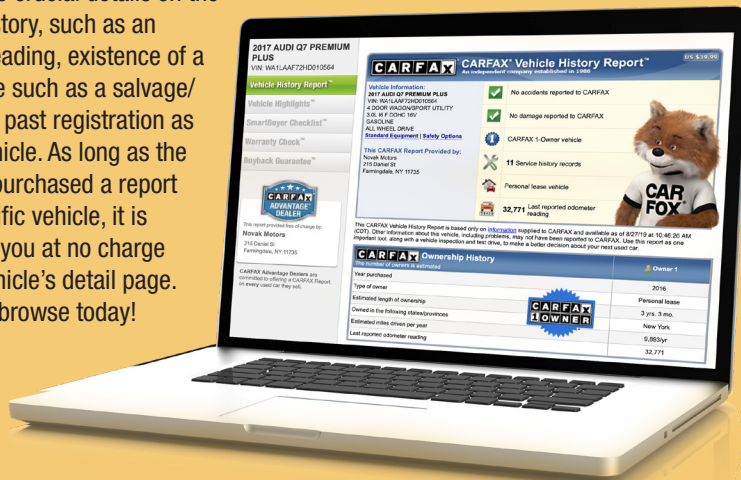 crucial details on the
story, such as an
eading, existence of a
e such as a salvage/
past registration as
hicle. As long as the
purchased a report
ific vehicle, it is
you at no charge
hicle's detail page.
browse today!
2017 AUDI Q7 PREMIUM
PLUS
VIN: WA1LAAF72HD010564
Vehicle History Report™
Vehicle Highlights™
SmartBuyer Checklist™
Warranty Check™
Buyback Guarantee™
CARFAX
ADVANTAGE™
DEALER
This report provided free of charge by:
Novak Motors
215 Daniel St
Farmingdale, NY 11735
CARFAX Advantage Dealers are
committed to offering a CARFAX Report
on every used car they sell.
CARFAX CARFAX® Vehicle History Report™
An independent company established in 1986
US $39.99
Vehicle Information:
2017 AUDI Q7 PREMIUM PLUS
VIN: WA1LAAF72HD010564
4 DOOR WAGON/SPORT UTILITY
3.0L I6 F DOHC 16V
GASOLINE
ALL WHEEL DRIVE
Standard Equipment | Safety Options
This CARFAX Report Provided by:
Novak Motors
215 Daniel St
Farmingdale, NY 11735
No accidents reported to CARFAX
No damage reported to CARFAX
CARFAX 1-Owner vehicle
11 Service history records
Personal lease vehicle
32,771 Last reported odometer
reading
CAR
FOX
This CARFAX Vehicle History Report is based only on information supplied to CARFAX and available as of 8/27/19 at 10:46:20 AM
(CDT). Other information about this vehicle, including problems, may not have been reported to CARFAX. Use this report as one
important tool, along with a vehicle inspection and test drive, to make a better decision about your next used car.
CARFAX Ownership History
The number of owners is estimated
Owner 1
Year purchased
2016
Type of owner
Personal lease
Estimated length of ownership
3 yrs. 3 mo.
Owned in the following states/provinces
New York
Estimated miles driven per year
9,883/yr
Last reported odometer reading
32,771
CARFAX
1 OWNER